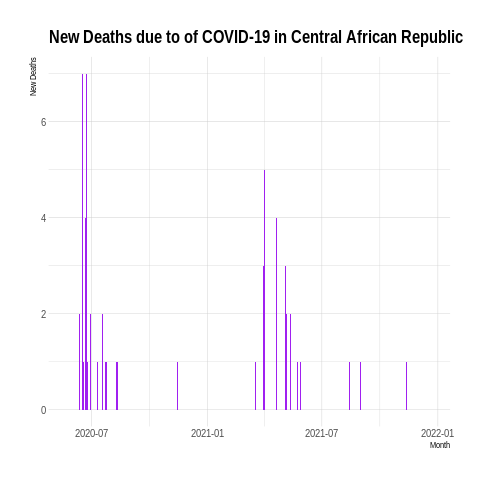 New Deaths due to of COVID-19 in Central African Republic
New Deaths
6
4
2
0
2020-07 2021-01 2021-07 2022-01
Month